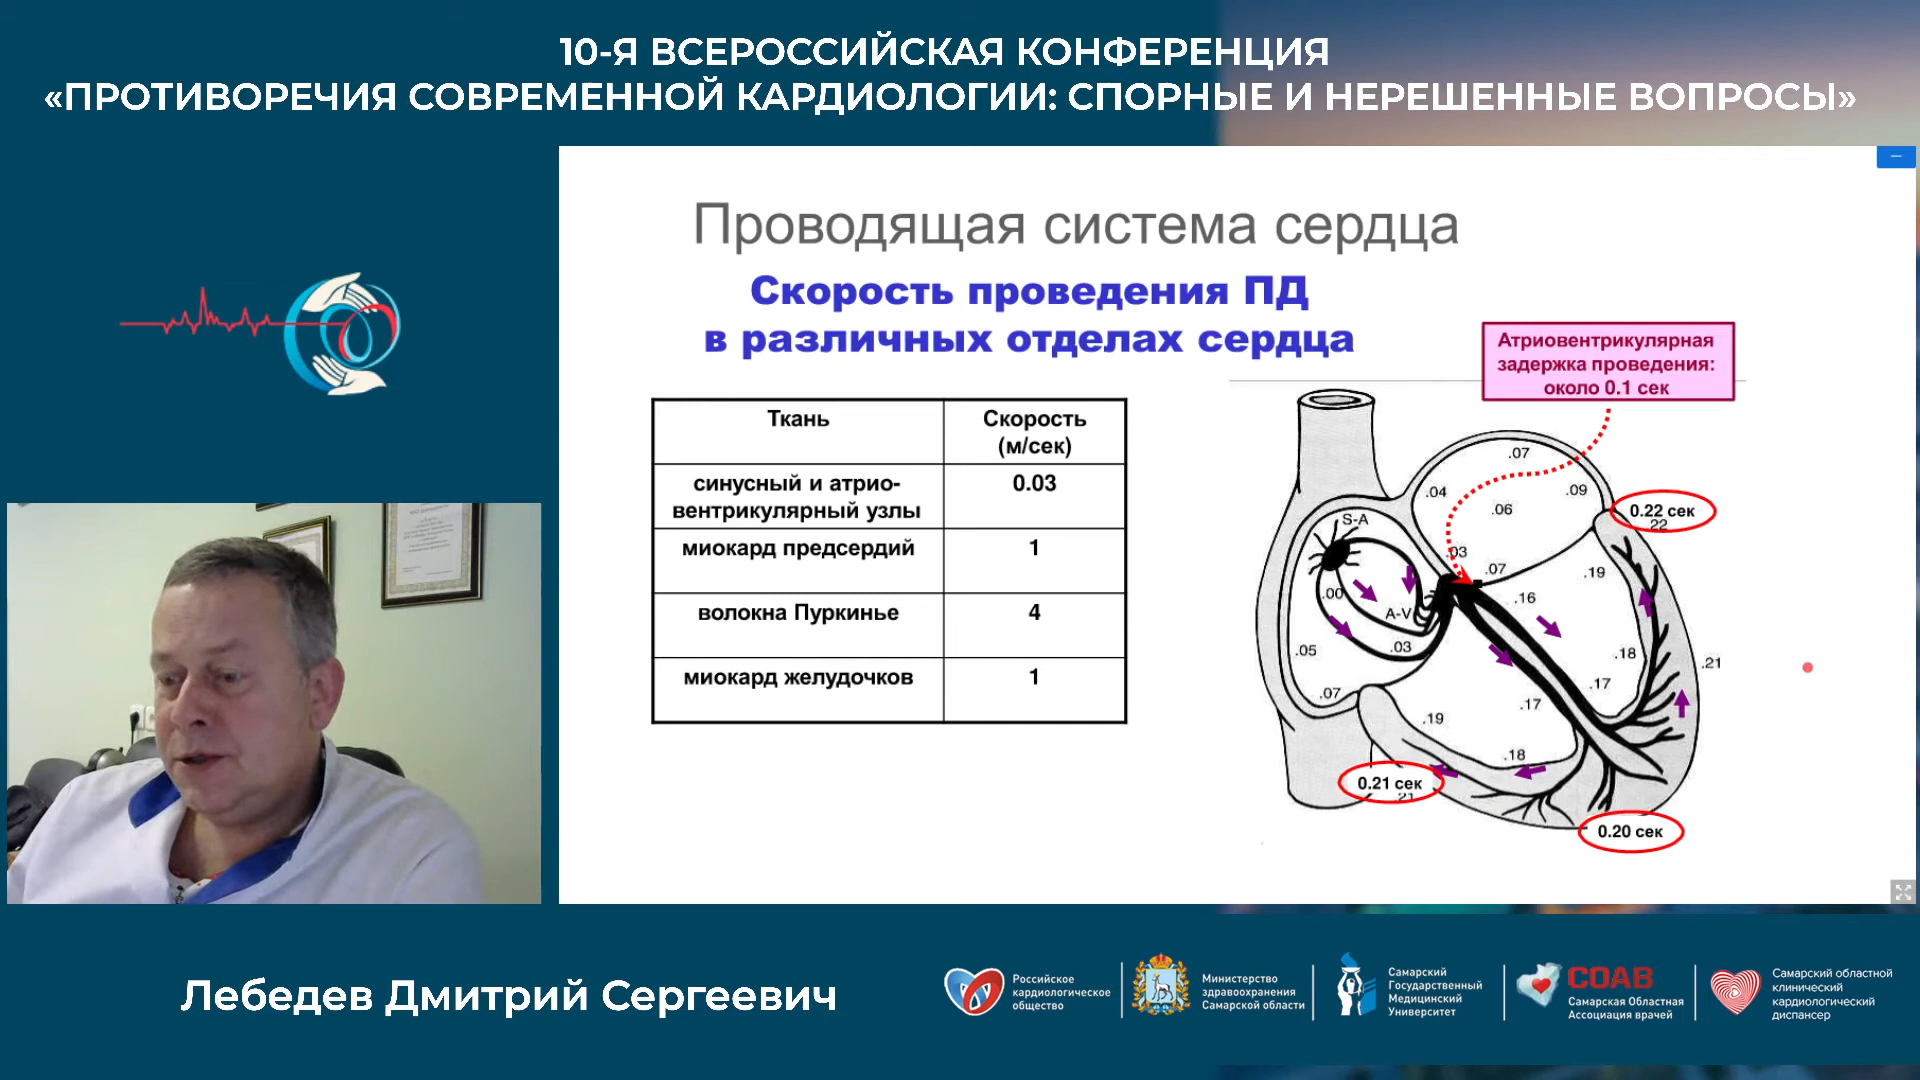 10-Я ВСЕРОССИЙСКАЯ КОНФЕРЕНЦИЯ
«ПРОТИВОРЕЧИЯ СОВРЕМЕННОЙ КАРДИОЛОГИИ: СПОРНЫЕ И НЕРЕШЕННЫЕ ВОПРОСЫ»
Проводящая система сердца
Скорость проведения ПД
в различных отделах сердца
Ткань
Скорость
(м/сек)
синусный и атрио-
вентрикулярный узлы
0.03
миокард предсердий
1
волокна Пуркинье
4
миокард желудочков
1
Атриовентрикулярная
задержка проведения:
около 0.1 сек
.07
.04
.09
.06
0.22 сек
.22
S-A
.03
.07
.19
.00
.16
A-V
.03
.05
.18
.21
.07
.17
.17
.19
.18
0.21 сек
.21
0.20 сек
Лебедев Дмитрий Сергеевич
Российское
кардиологическое
общество
Министерство
здравоохранения
Самарской области
Самарский
Государственный
Медицинский
Университет
СОАВ
Самарская Областная
Ассоциация врачей
Самарский областной
клинический
кардиологический
диспансер